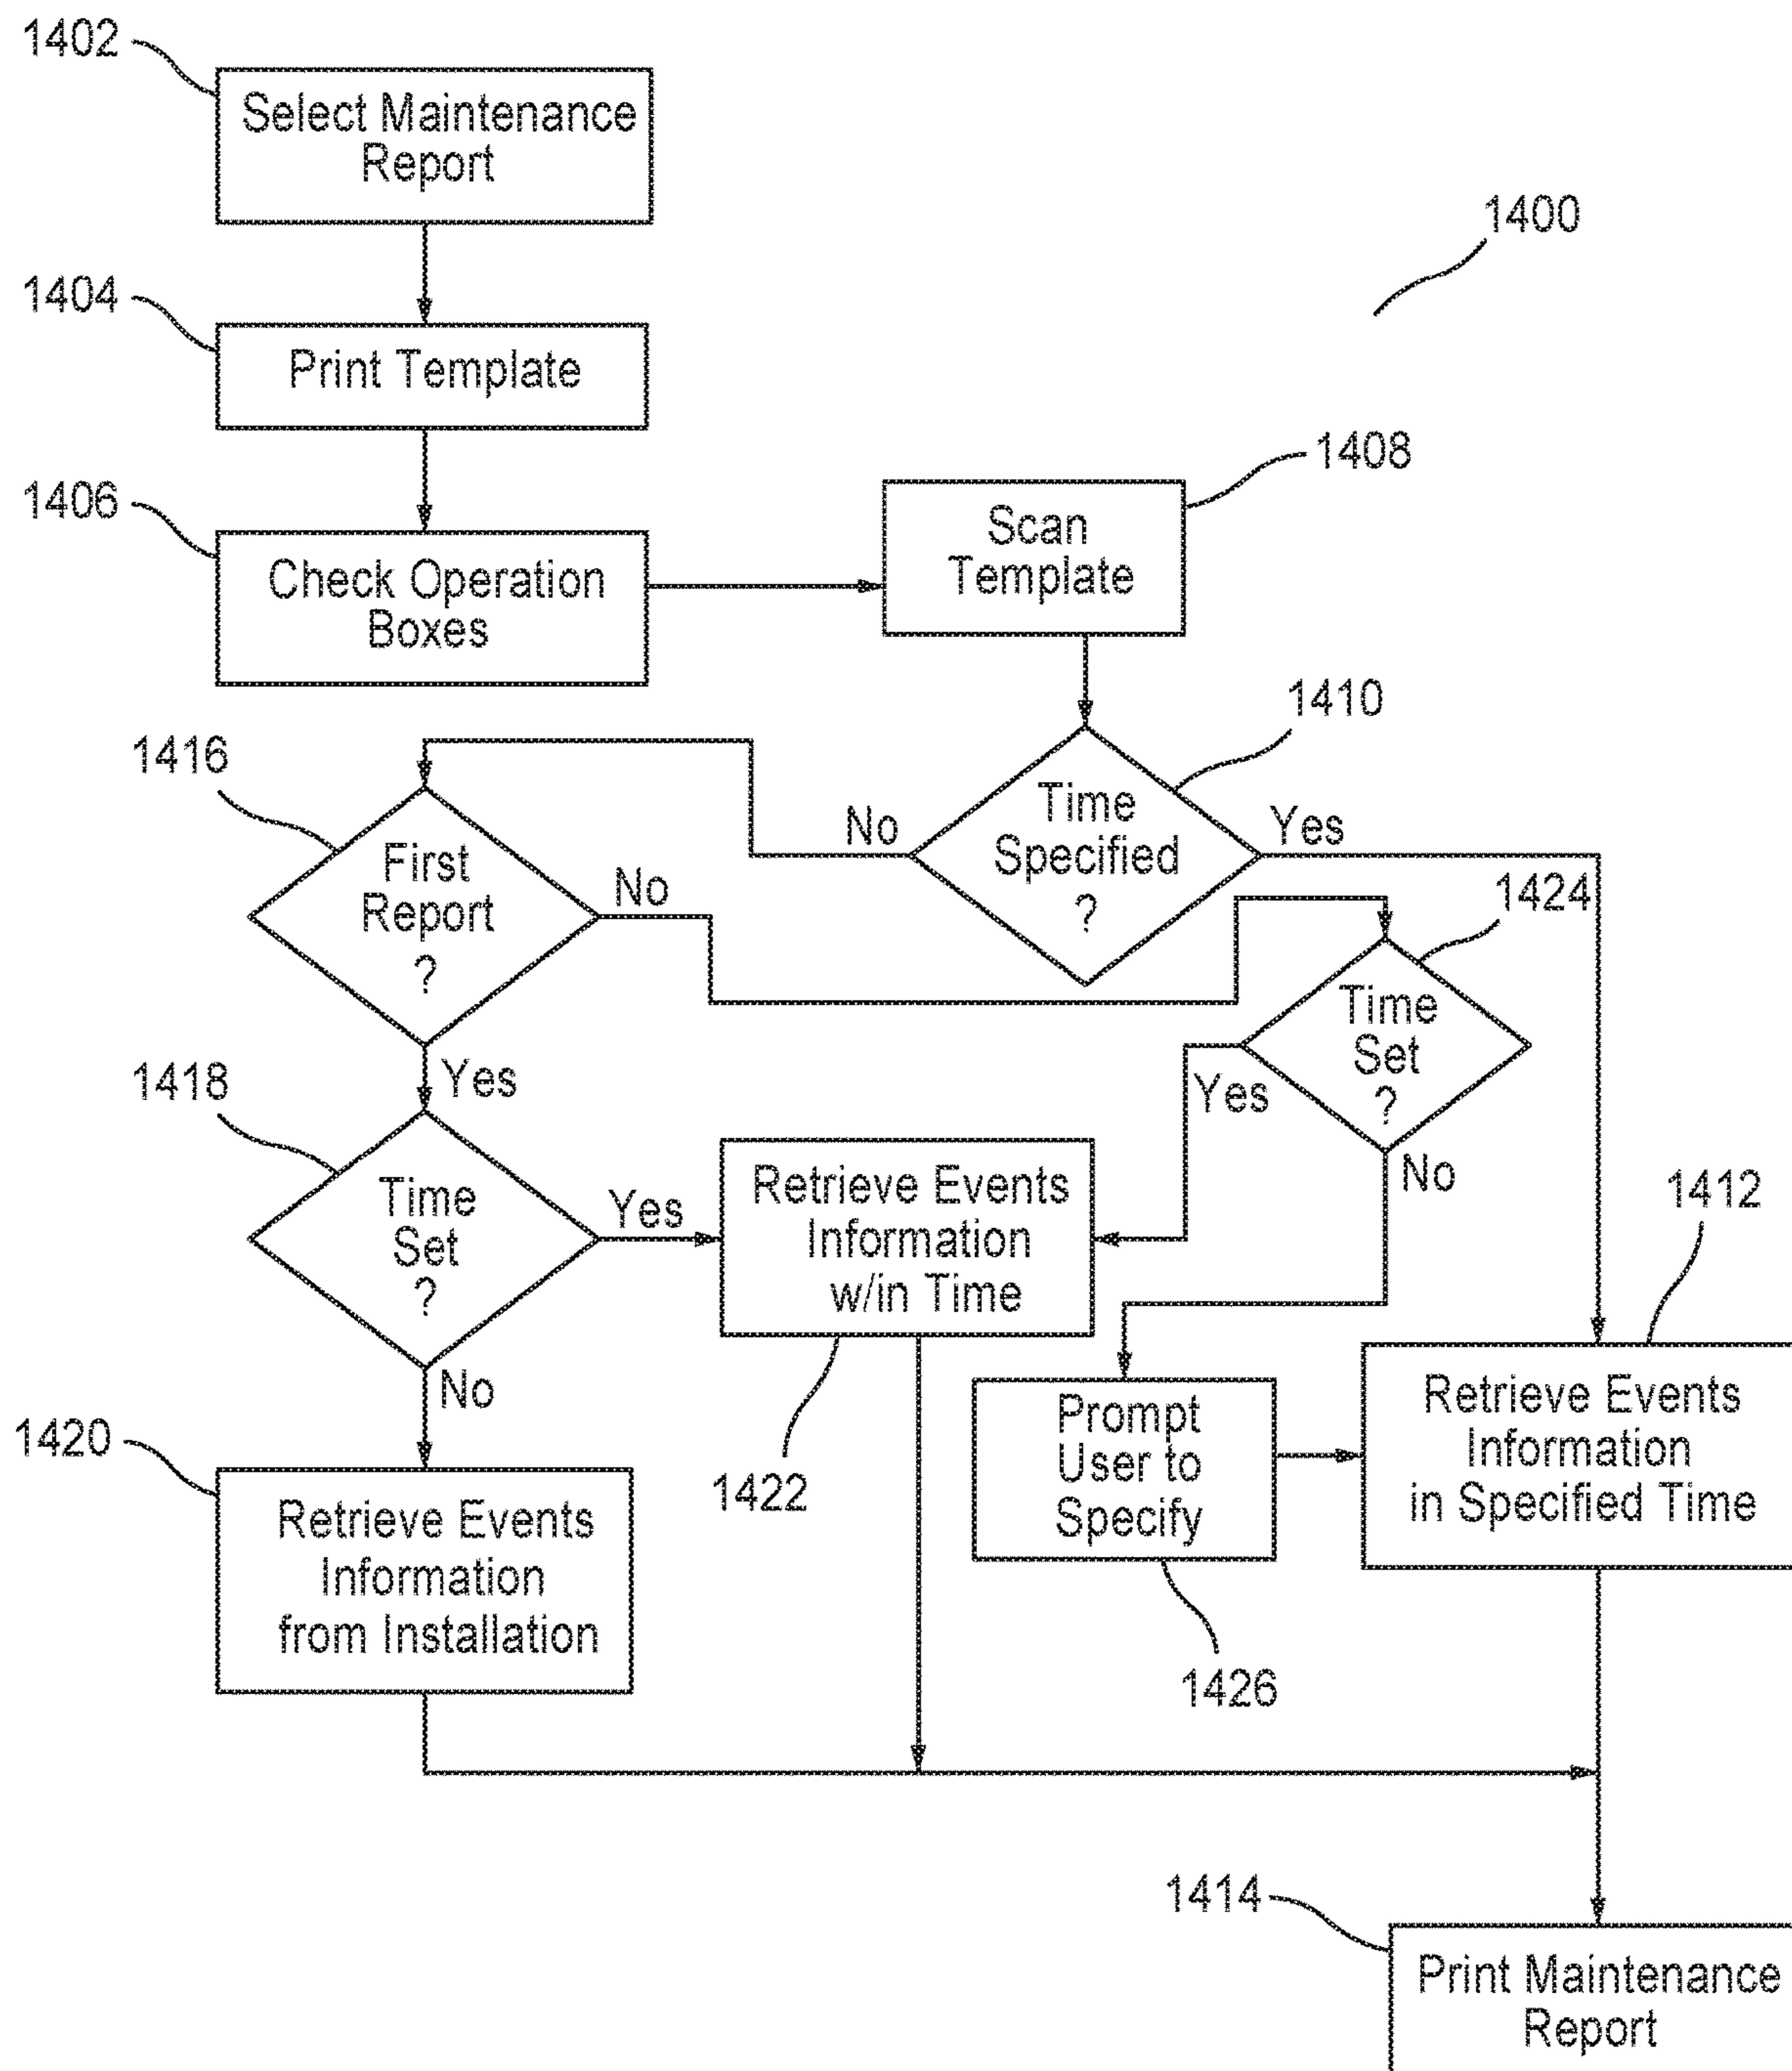 1402
Select Maintenance
Report
1400
1404
Print Template
1408
1406
Check Operation
Boxes
Scan
Template
1410
1416
Time
Specified
?
No
Yes
First
Report
?
No
1424
Time
Set
?
Yes
No
Yes
1418
Time
Set
?
Yes
No
Retrieve Events
Information
w/in Time
1422
1412
Retrieve Events
Information
in Specified Time
Prompt
User to
Specify
1426
1420
Retrieve Events
Information
from Installation
1414
Print Maintenance
Report